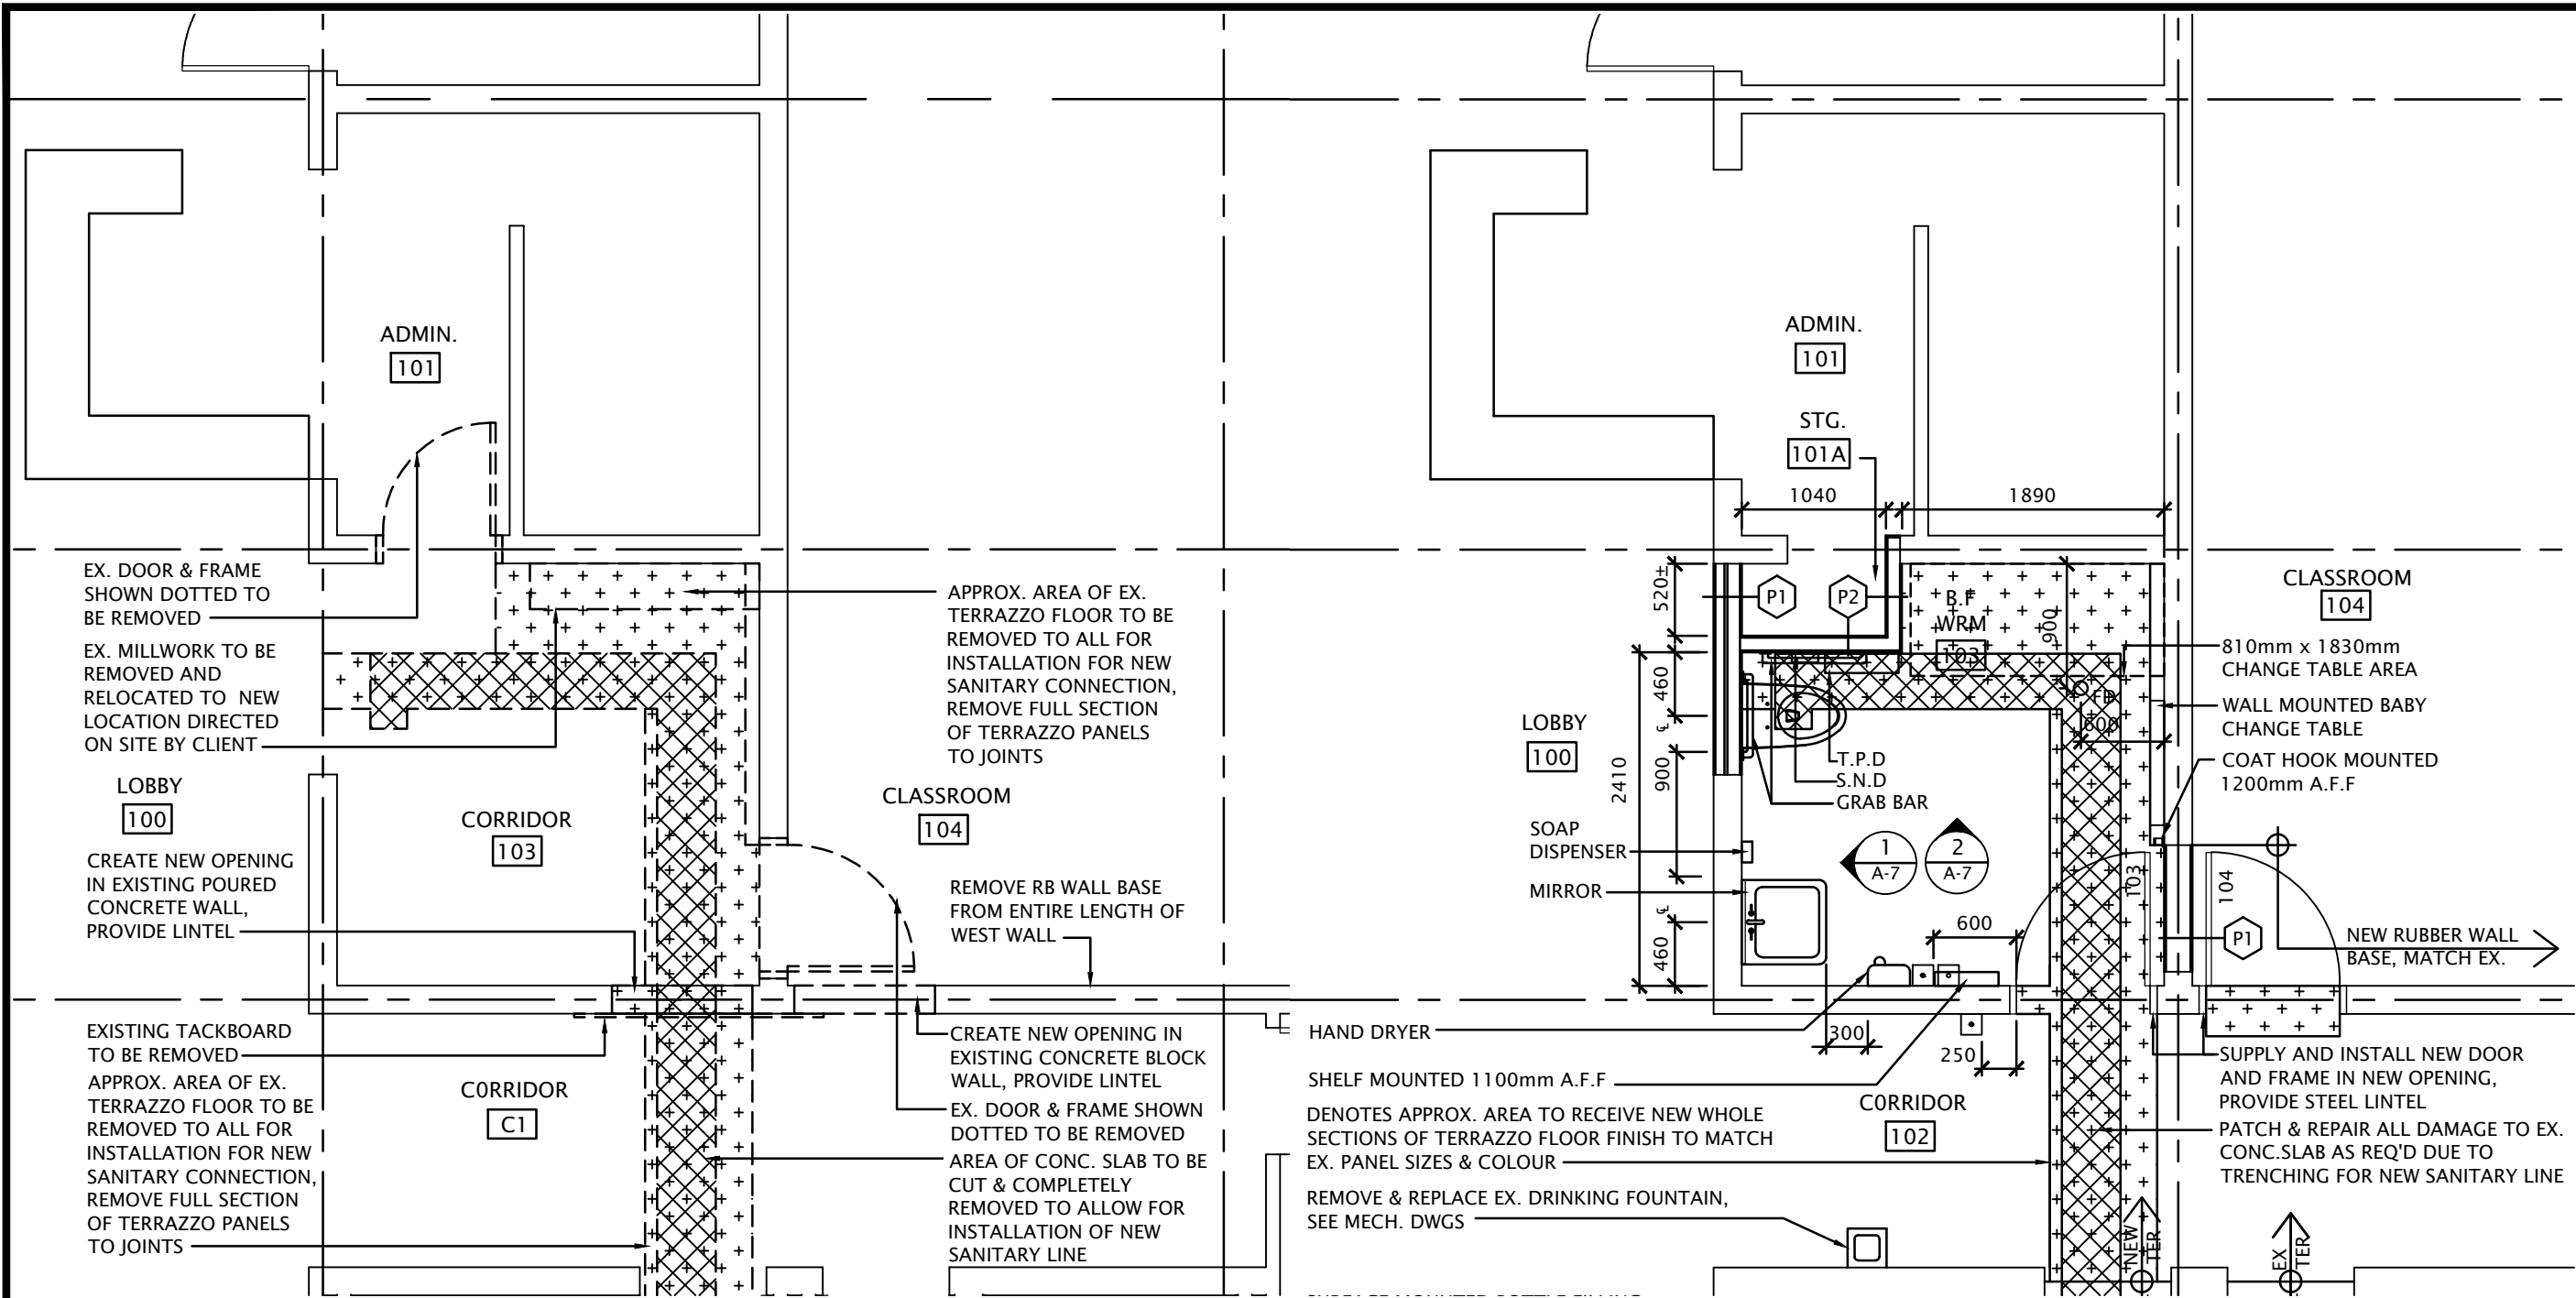 ADMIN.
101
EX. DOOR & FRAME
SHOWN DOTTED TO
BE REMOVED
EX. MILLWORK TO BE
REMOVED AND
RELOCATED TO NEW
LOCATION DIRECTED
ON SITE BY CLIENT
LOBBY
100
CREATE NEW OPENING
IN EXISTING POURED
CONCRETE WALL,
PROVIDE LINTEL
EXISTING TACKBOARD
TO BE REMOVED
APPROX. AREA OF EX.
TERRAZZO FLOOR TO BE
REMOVED TO ALL FOR
INSTALLATION FOR NEW
SANITARY CONNECTION,
REMOVE FULL SECTION
OF TERRAZZO PANELS
TO JOINTS
CORRIDOR
103
C0RRIDOR
C1
APPROX. AREA OF EX.
TERRAZZO FLOOR TO BE
REMOVED TO ALL FOR
INSTALLATION FOR NEW
SANITARY CONNECTION,
REMOVE FULL SECTION
OF TERRAZZO PANELS
TO JOINTS
CLASSROOM
104
REMOVE RB WALL BASE
FROM ENTIRE LENGTH OF
WEST WALL
CREATE NEW OPENING IN
EXISTING CONCRETE BLOCK
WALL, PROVIDE LINTEL
EX. DOOR & FRAME SHOWN
DOTTED TO BE REMOVED
AREA OF CONC. SLAB TO BE
CUT & COMPLETELY
REMOVED TO ALLOW FOR
INSTALLATION OF NEW
SANITARY LINE
ADMIN.
101
STG.
101A
1040
1890
520±
P1
P2
B.F
WRM
103
900
FD
600
460
℄
900
2410
℄
460
LOBBY
100
T.P.D
S.N.D
GRAB BAR
SOAP
DISPENSER
MIRROR
1
A-7
2
A-7
600
103
104
P1
CLASSROOM
104
810mm x 1830mm
CHANGE TABLE AREA
WALL MOUNTED BABY
CHANGE TABLE
COAT HOOK MOUNTED
1200mm A.F.F
NEW RUBBER WALL
BASE, MATCH EX.
HAND DRYER
300
250
SHELF MOUNTED 1100mm A.F.F
DENOTES APPROX. AREA TO RECEIVE NEW WHOLE
SECTIONS OF TERRAZZO FLOOR FINISH TO MATCH
EX. PANEL SIZES & COLOUR
REMOVE & REPLACE EX. DRINKING FOUNTAIN,
SEE MECH. DWGS
C0RRIDOR
102
SUPPLY AND INSTALL NEW DOOR
AND FRAME IN NEW OPENING,
PROVIDE STEEL LINTEL
PATCH & REPAIR ALL DAMAGE TO EX.
CONC.SLAB AS REQ'D DUE TO
TRENCHING FOR NEW SANITARY LINE
NEW
TER
EX
TER